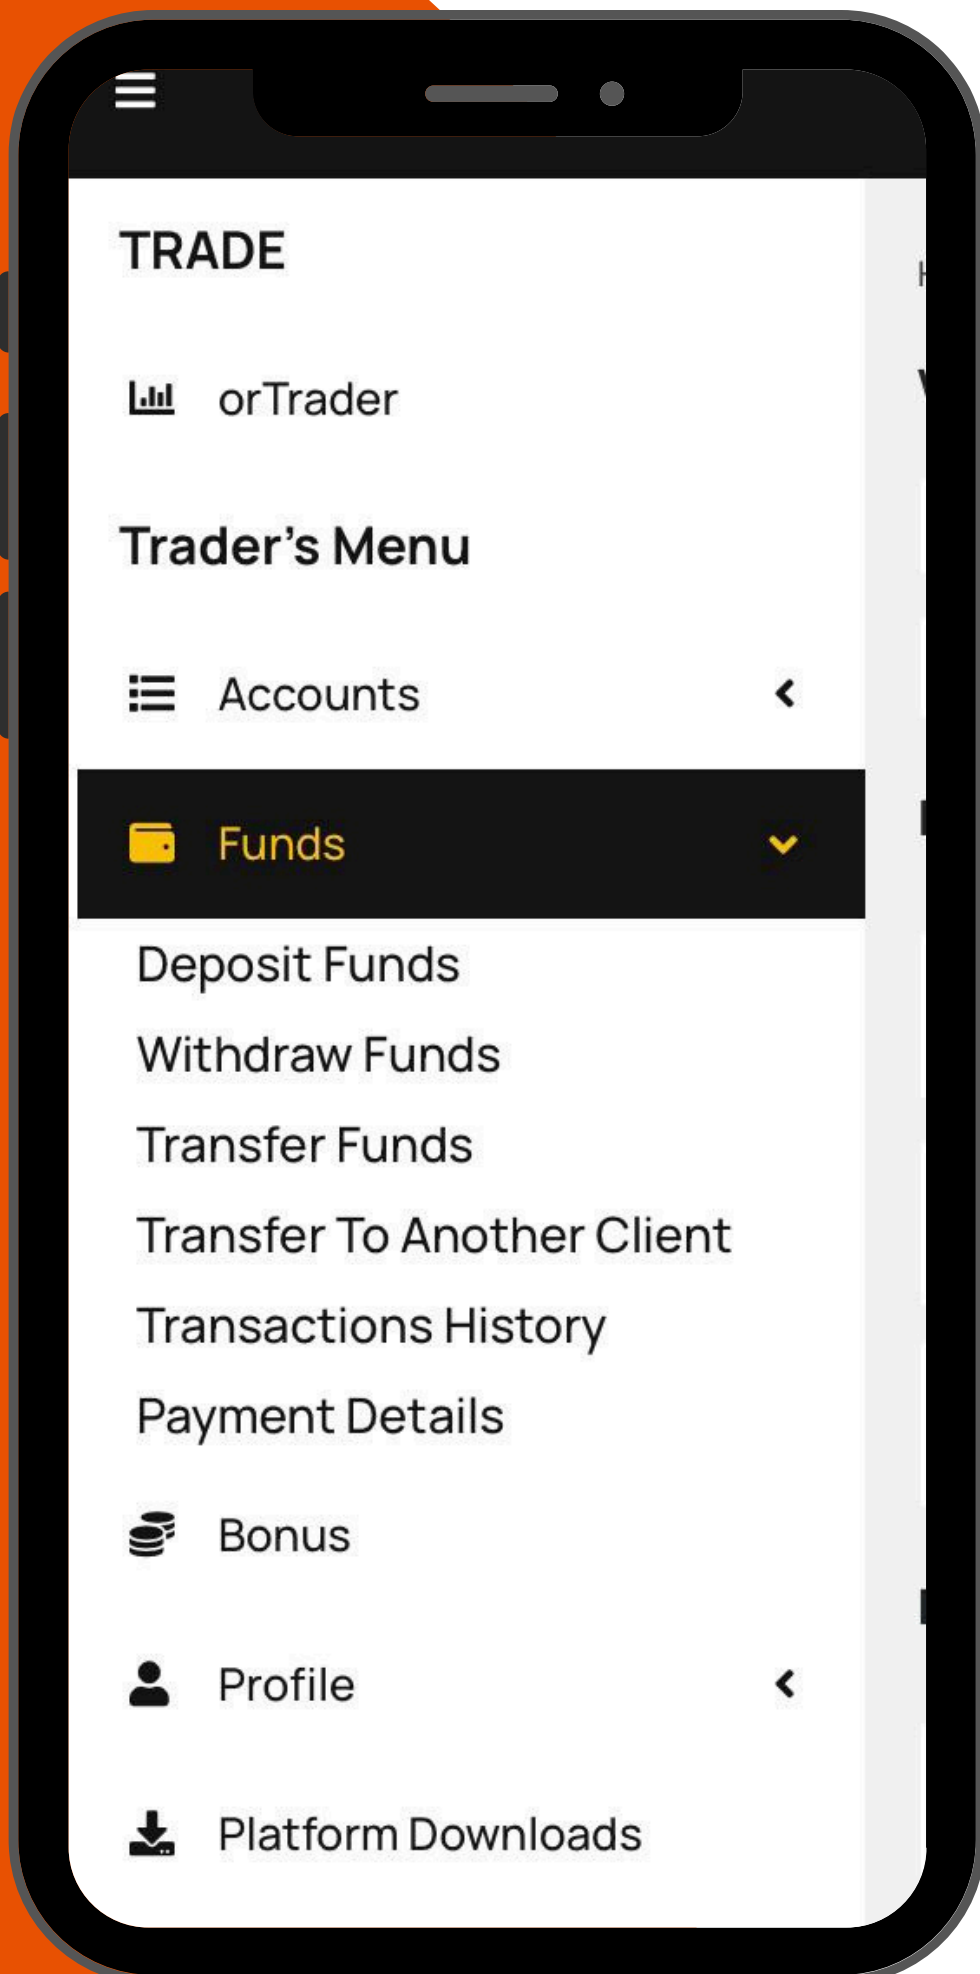 TRADE
orTrader
Trader's Menu
Accounts
Funds
Deposit Funds
Withdraw Funds
Transfer Funds
Transfer To Another Client
Transactions History
Payment Details
Bonus
Profile
Platform Downloads